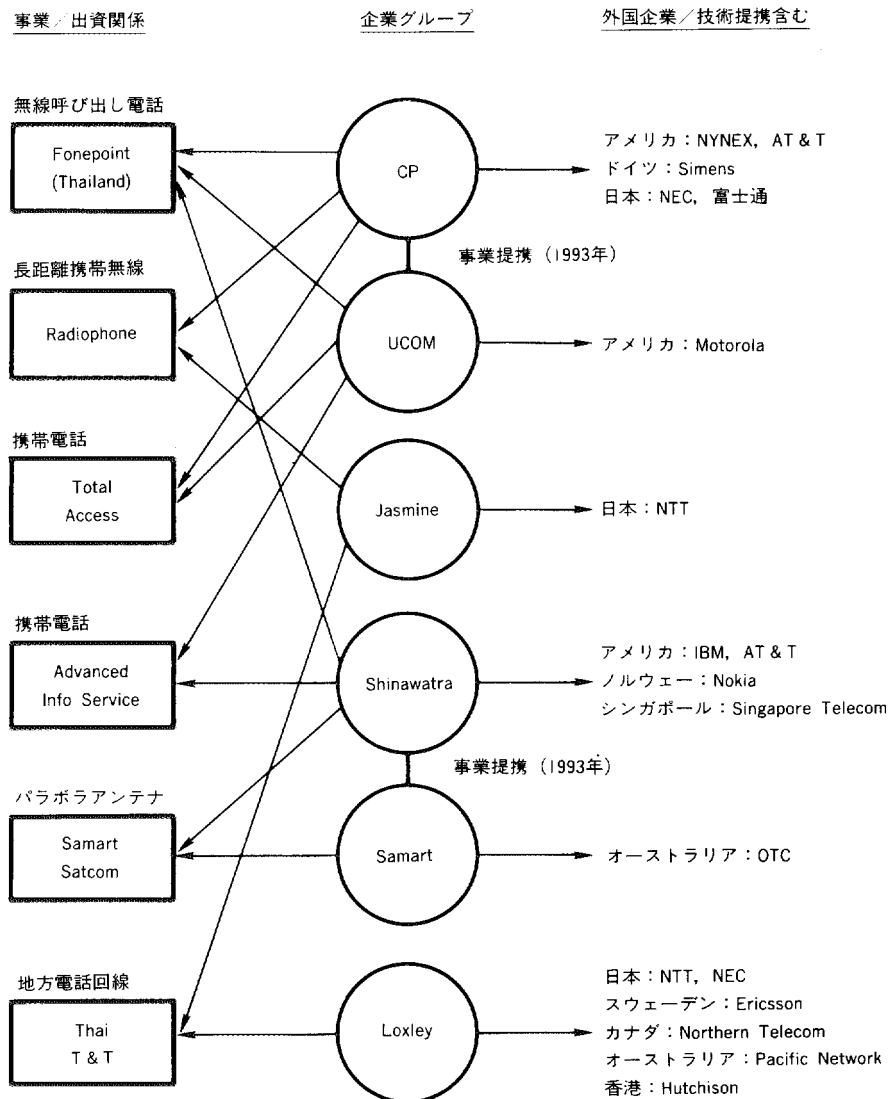 事業／出資関係
企業グループ
外国企業／技術提携含む
無線呼び出し電話
Fonepoint
(Thailand)
CP
アメリカ：NYNEX, AT & T
ドイツ：Simens
日本：NEC, 富士通
事業提携（1993年）
長距離携帯無線
Radiophone
UCOM
アメリカ：Motorola
携帯電話
Total
Access
Jasmine
日本：NTT
携帯電話
Advanced
Info Service
Shinawatra
アメリカ：IBM, AT & T
ノルウェー：Nokia
シンガポール：Singapore Telecom
事業提携（1993年）
パラボラアンテナ
Samart
Satcom
Samart
オーストラリア：OTC
地方電話回線
Thai
T & T
Loxley
日本：NTT, NEC
スウェーデン：Ericsson
カナダ：Northern Telecom
オーストラリア：Pacific Network
香港：Hutchison